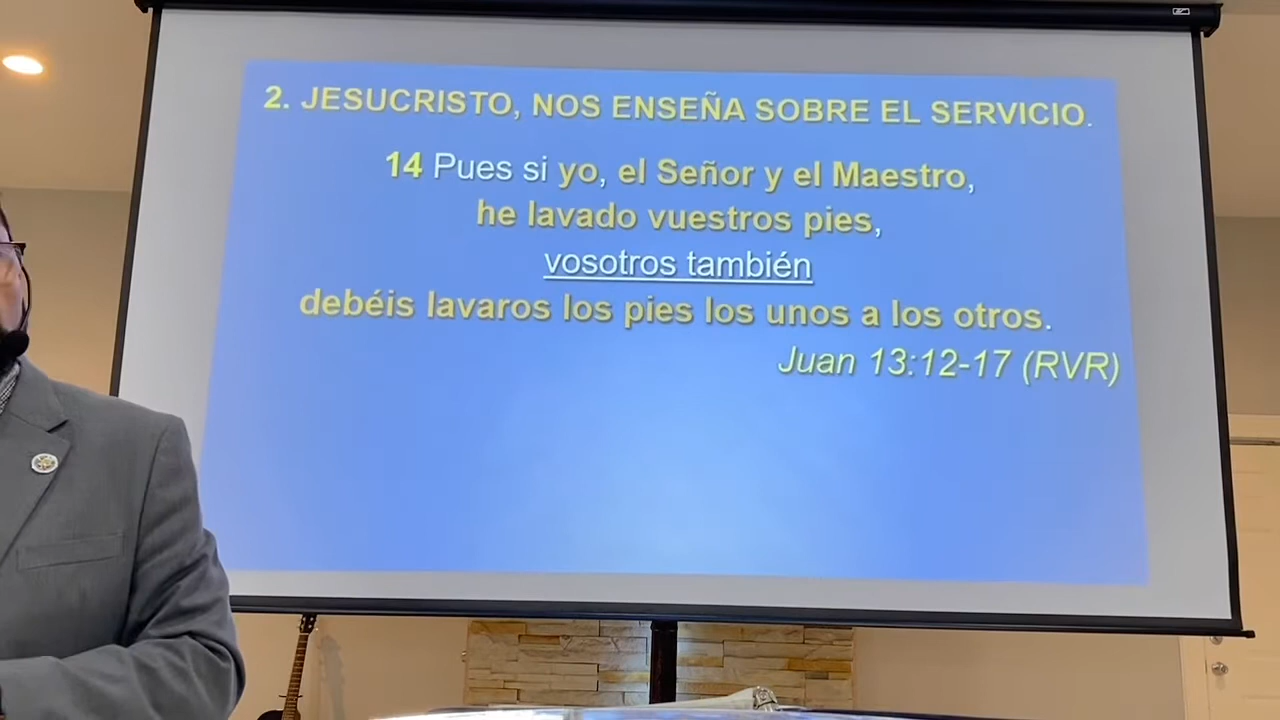 2. JESUCRISTO, NOS ENSEÑA SOBRE EL SERVICIO.
14 Pues si yo, el Señor y el Maestro,
he lavado vuestros pies,
vosotros también
debéis lavaros los pies los unos a los otros.
Juan 13:12-17 (RVR)